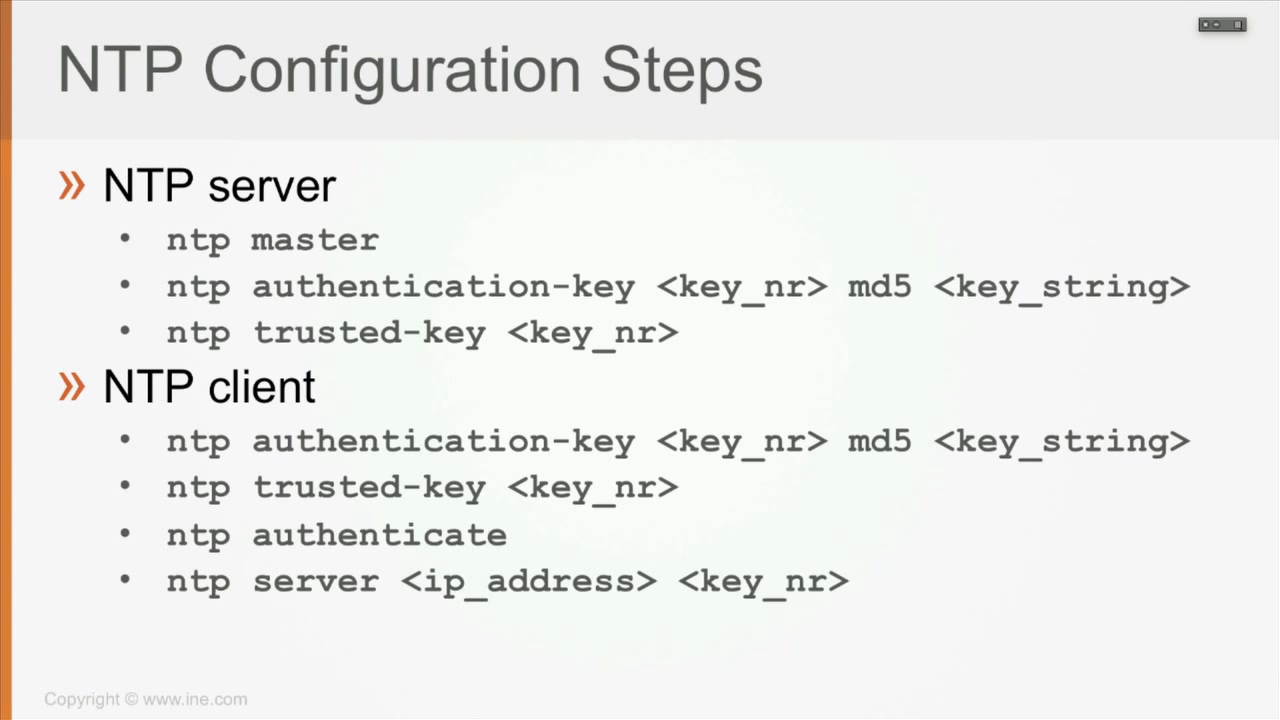 NTP Configuration Steps
» NTP server
• ntp master
• ntp authentication-key <key_nr> md5 <key_string>
• ntp trusted-key <key_nr>
» NTP client
• ntp authentication-key <key_nr> md5 <key_string>
• ntp trusted-key <key_nr>
• ntp authenticate
• ntp server <ip_address> <key_nr>
Copyright © www.ine.com